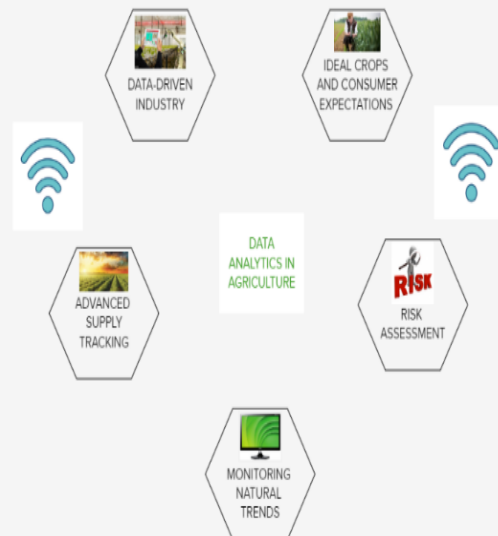 DATA-DRIVEN
INDUSTRY
IDEAL CROPS
AND CONSUMER
EXPECTATIONS
DATA
ANALYTICS IN
AGRICULTURE
ADVANCED
SUPPLY
TRACKING
RISK
RISK
ASSESSMENT
MONITORING
NATURAL
TRENDS